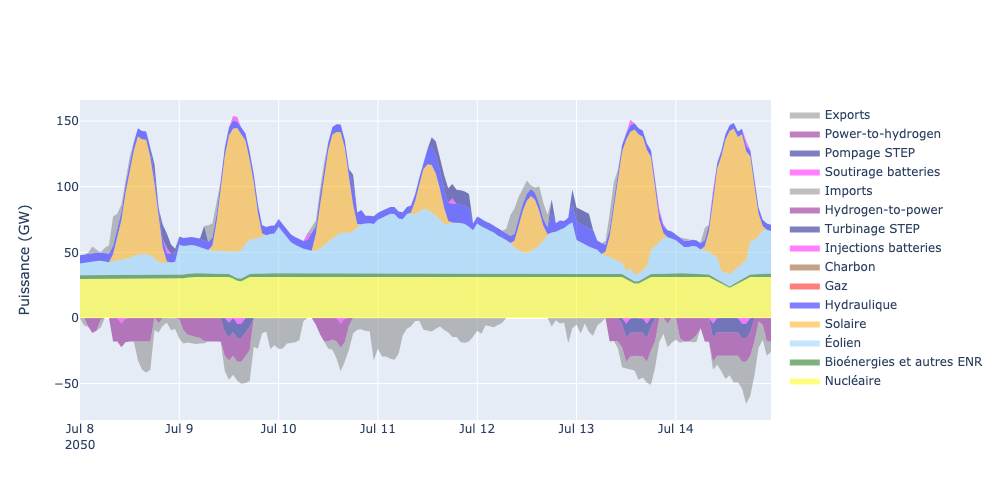 Puissance (GW)
150
100
50
0
−50
Jul 8
2050
Jul 9
Jul 10
Jul 11
Jul 12
Jul 13
Jul 14
Exports
Power-to-hydrogen
Pompage STEP
Soutirage batteries
Imports
Hydrogen-to-power
Turbinage STEP
Injections batteries
Charbon
Gaz
Hydraulique
Solaire
Éolien
Bioénergies et autres ENR
Nucléaire